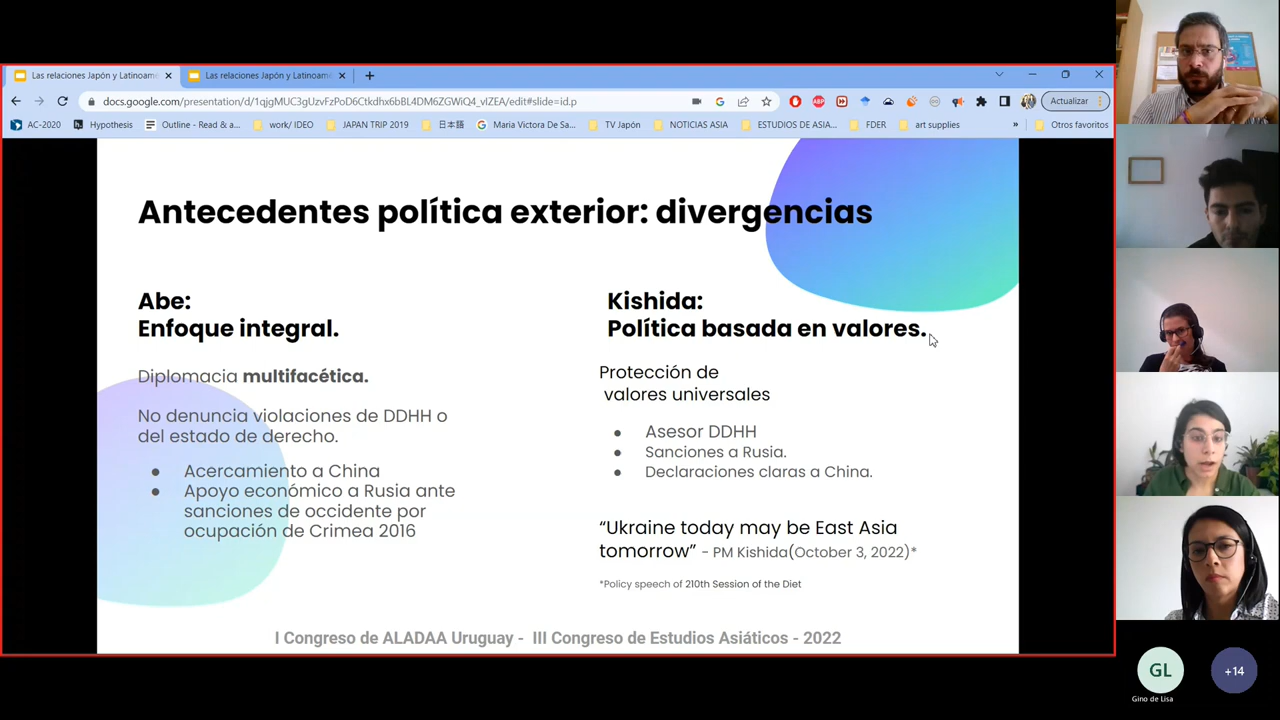 Las relaciones Japón y Latinoamé
Las relaciones Japón y Latinoamé
docs.google.com/presentation/d/1qjgMUC3gUzvFzPoD6Ctkdhx6bBL4DM6ZGWiQ4_vIZEA/edit#slide=id.p
Actualizar
AC-2020
Hypothesis
Outline - Read & a...
work/ IDEO
JAPAN TRIP 2019
日本語
Maria Victora De Sa...
TV Japón
NOTICIAS ASIA
ESTUDIOS DE ASIA...
FDER
art supplies
»
Otros favoritos
Antecedentes política exterior: divergencias
Abe:
Enfoque integral.
Diplomacia multifacética.
No denuncia violaciones de DDHH o
del estado de derecho.
● Acercamiento a China
● Apoyo económico a Rusia ante
sanciones de occidente por
ocupación de Crimea 2016
Kishida:
Política basada en valores.
Protección de
valores universales
● Asesor DDHH
● Sanciones a Rusia.
● Declaraciones claras a China.
“Ukraine today may be East Asia
tomorrow” - PM Kishida(October 3, 2022)*
*Policy speech of 210th Session of the Diet
I Congreso de ALADAA Uruguay - III Congreso de Estudios Asiáticos - 2022
GL
Gino de Lisa
+14